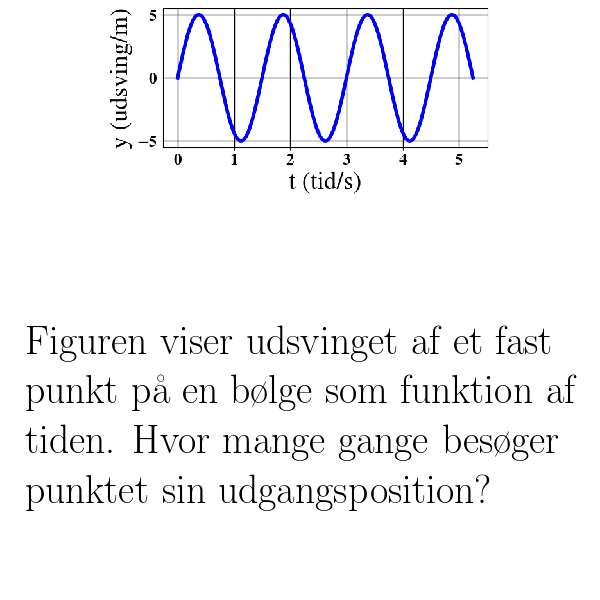 y (udsving/m)
5
0
−5
0 1 2 3 4 5
t (tid/s)
Figuren viser udsvinget af et fast
punkt på en bølge som funktion af
tiden. Hvor mange gange besøger
punktet sin udgangsposition?